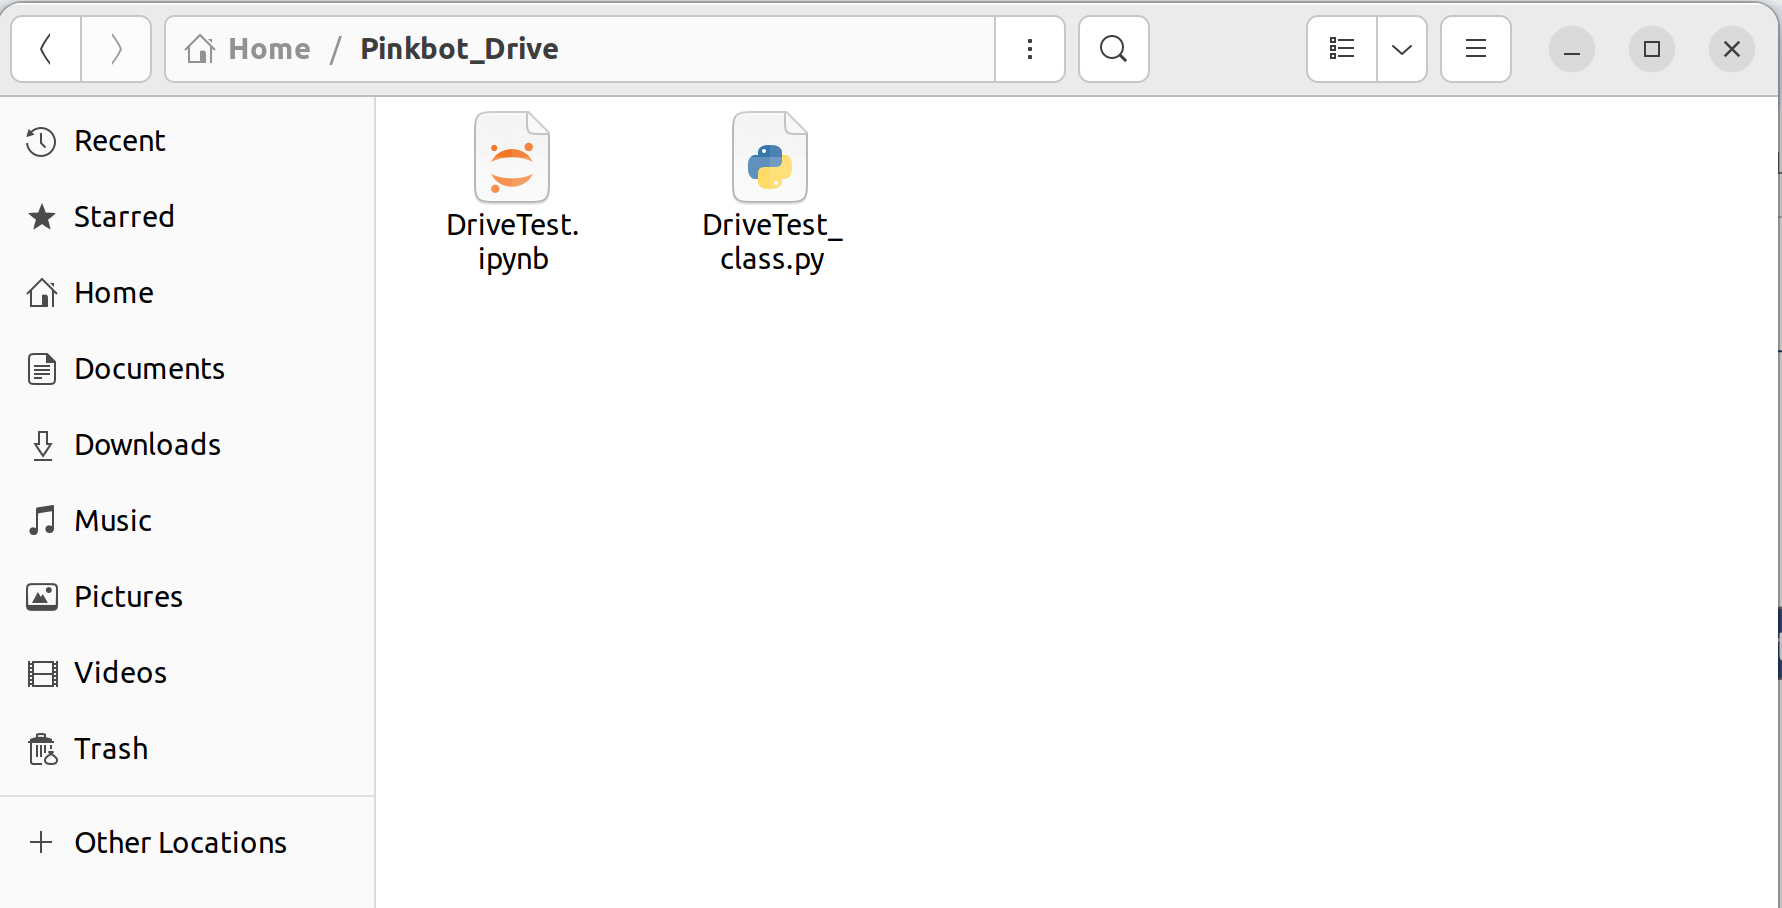 Home / Pinkbot_Drive
Recent
Starred
Home
Documents
Downloads
Music
Pictures
Videos
Trash
Other Locations
DriveTest.
ipynb
DriveTest_
class.py